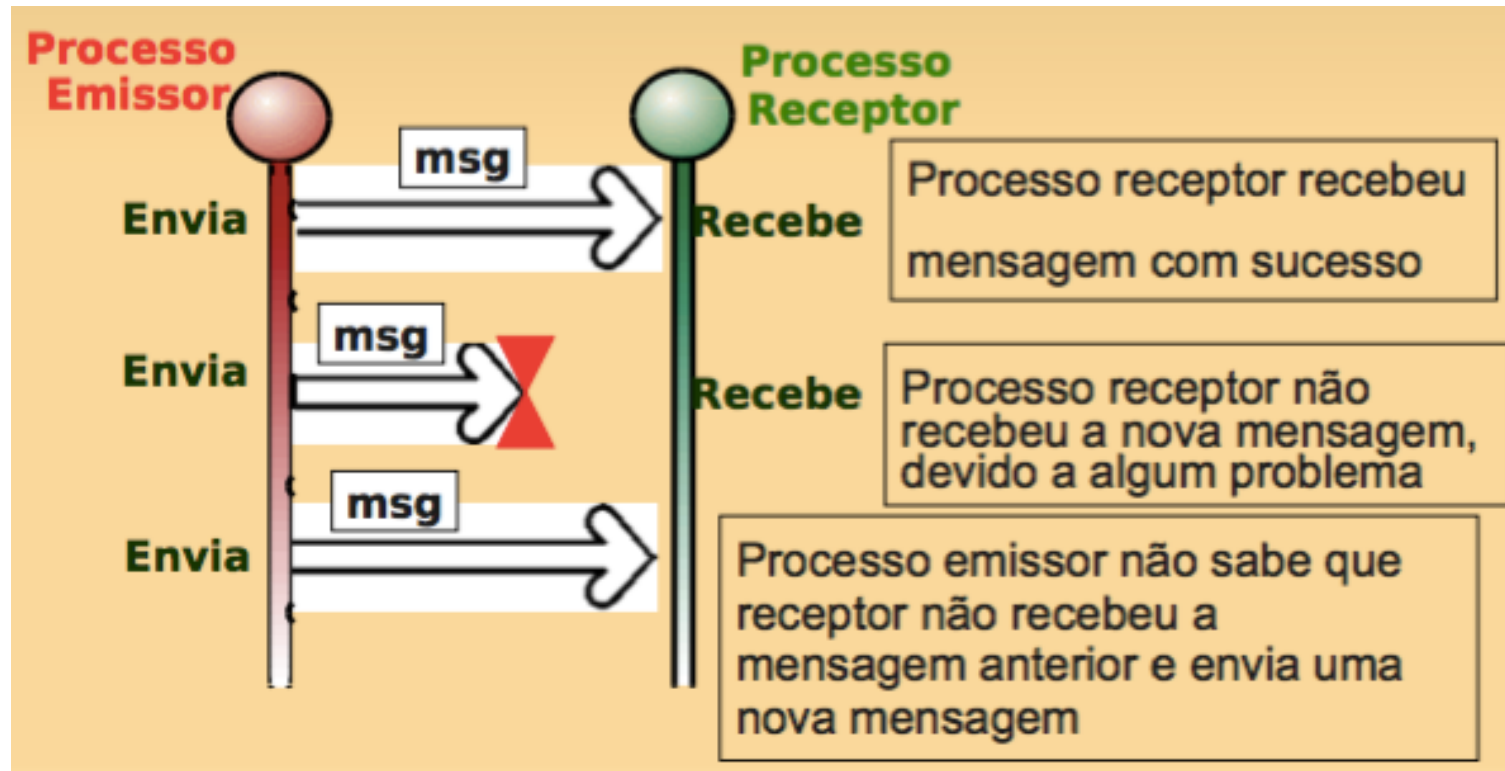 Processo
Emissor
Processo
Receptor
msg
Envia
Recebe
Processo receptor recebeu
mensagem com sucesso
msg
Envia
Recebe
Processo receptor não
recebeu a nova mensagem,
devido a algum problema
msg
Envia
Processo emissor não sabe que
receptor não recebeu a
mensagem anterior e envia uma
nova mensagem